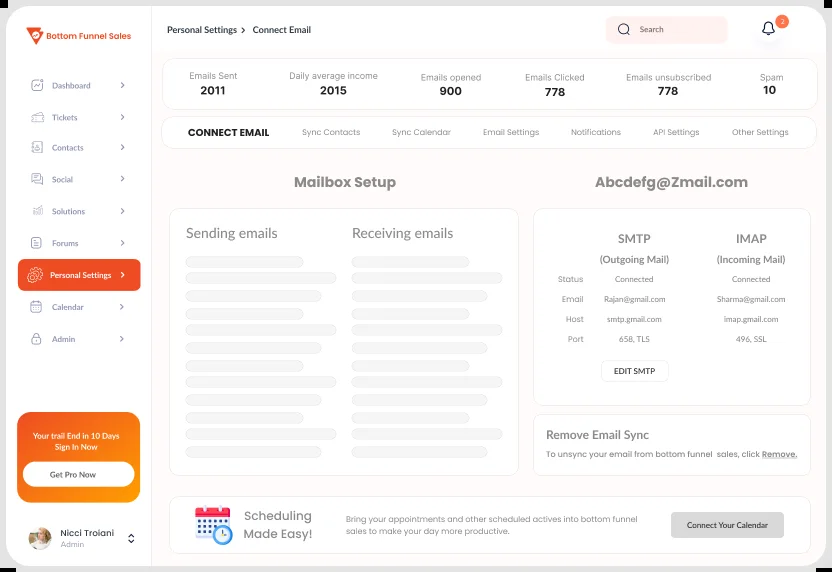 Bottom Funnel Sales
Personal Settings > Connect Email
Search
2
Dashboard
Tickets
Contacts
Social
Solutions
Forums
Personal Settings
Calendar
Admin
Your trail End in 10 Days
Sign In Now
Get Pro Now
Nicci Troiani
Admin
Emails Sent Daily average income Emails opened Emails Clicked Emails unsubscribed Spam
2011 2015 900 778 778 10
CONNECT EMAIL Sync Contacts Sync Calendar Email Settings Notifications API Settings Other Settings
Mailbox Setup
Sending emails Receiving emails
Abcdefg@Zmail.com
SMTP IMAP
(Outgoing Mail) (Incoming Mail)
Status Connected Connected
Email Rajan@gmail.com Sharma@gmail.com
Host smtp.gmail.com imap.gmail.com
Port 658, TLS 496, SSL
EDIT SMTP
Remove Email Sync
To unsync your email from bottom funnel sales, click Remove.
Scheduling
Made Easy!
Bring your appointments and other scheduled actives into bottom funnel
sales to make your day more productive.
Connect Your Calendar